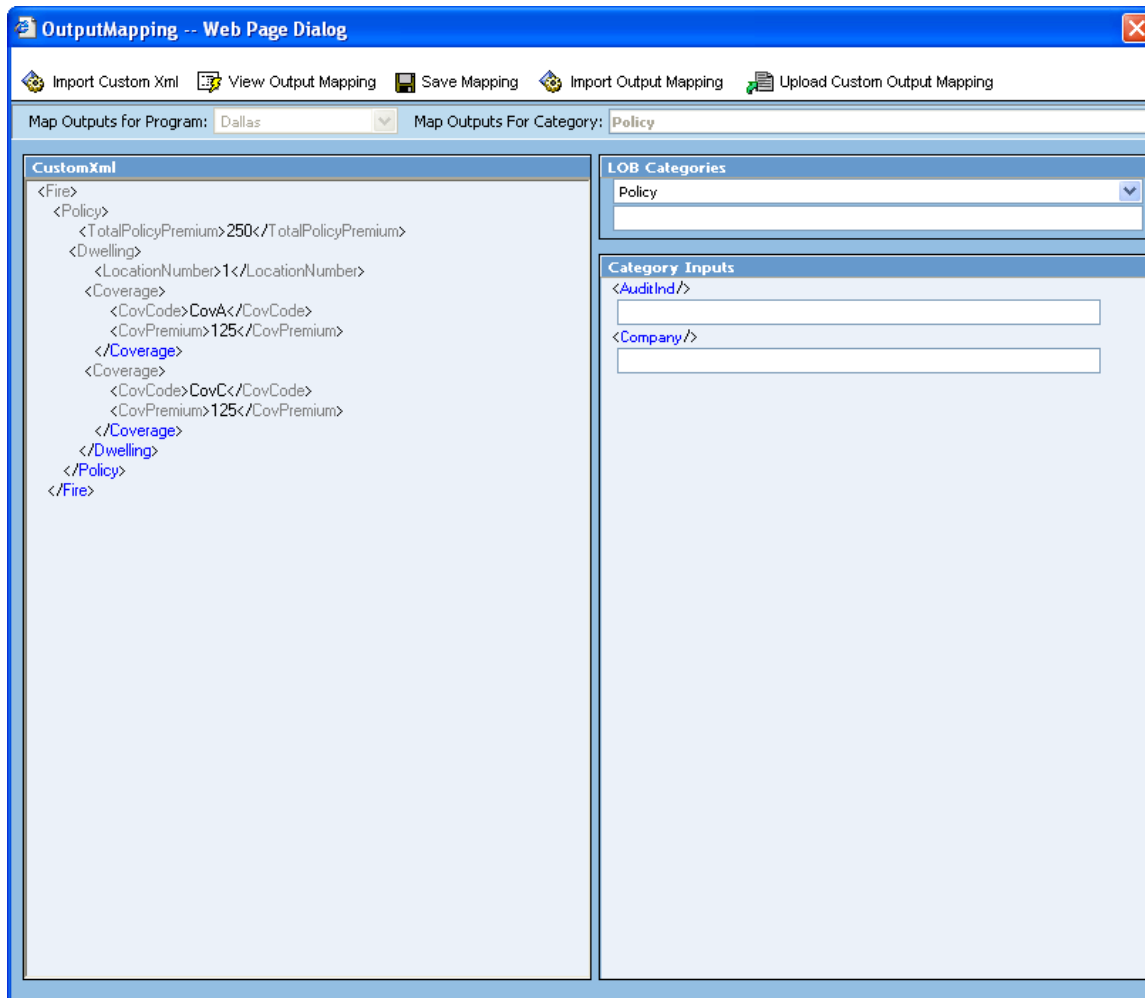 OutputMapping -- Web Page Dialog
Import Custom Xml View Output Mapping Save Mapping Import Output Mapping Upload Custom Output Mapping
Map Outputs for Program: Dallas Map Outputs For Category: Policy
CustomXml
<Fire>
<Policy>
<TotalPolicyPremium>250</TotalPolicyPremium>
<Dwelling>
<LocationNumber>1</LocationNumber>
<Coverage>
<CovCode>CovA</CovCode>
<CovPremium>125</CovPremium>
</Coverage>
<Coverage>
<CovCode>CovC</CovCode>
<CovPremium>125</CovPremium>
</Coverage>
</Dwelling>
</Policy>
</Fire>
LOB Categories
Policy
Category Inputs
<AuditInd/>
<Company/>